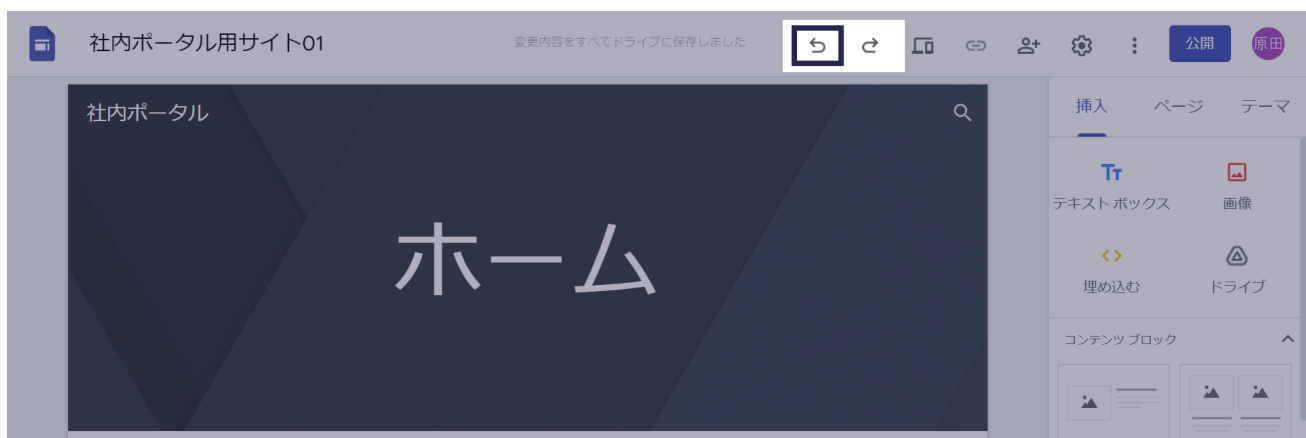 社内ポータル用サイト01
変更内容をすべてドライブに保存しました
公開
原田
社内ポータル
ホーム
挿入 ページ テーマ
Tт
テキスト ボックス 画像
埋め込む ドライブ
コンテンツ ブロック